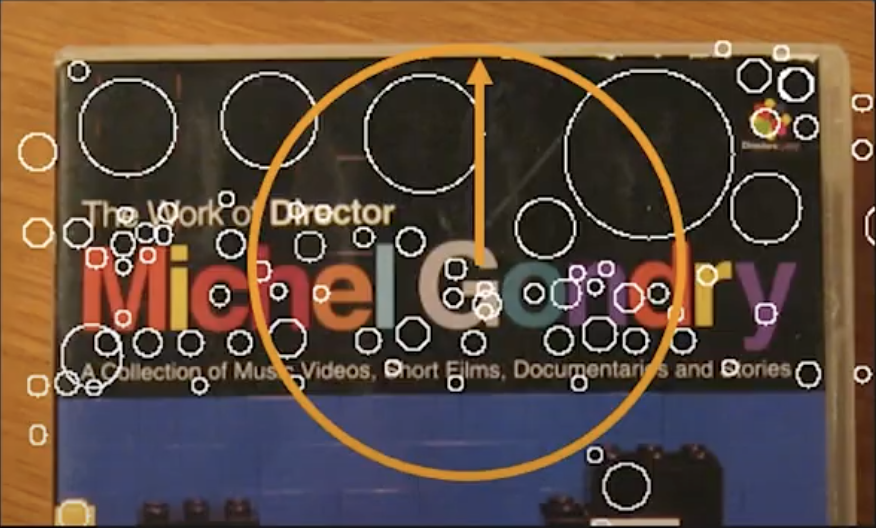 The Work of Director
Michel Gondry
A Collection of Music Videos, Short Films, Documentaries and Stories